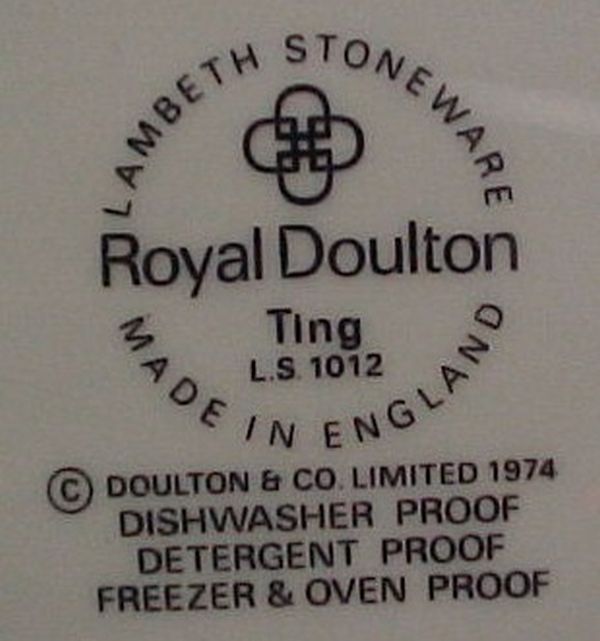 LAMBETH STONEWARE
Royal Doulton
Ting
L.S. 1012
MADE IN ENGLAND
© DOULTON & CO. LIMITED 1974
DISHWASHER PROOF
DETERGENT PROOF
FREEZER & OVEN PROOF